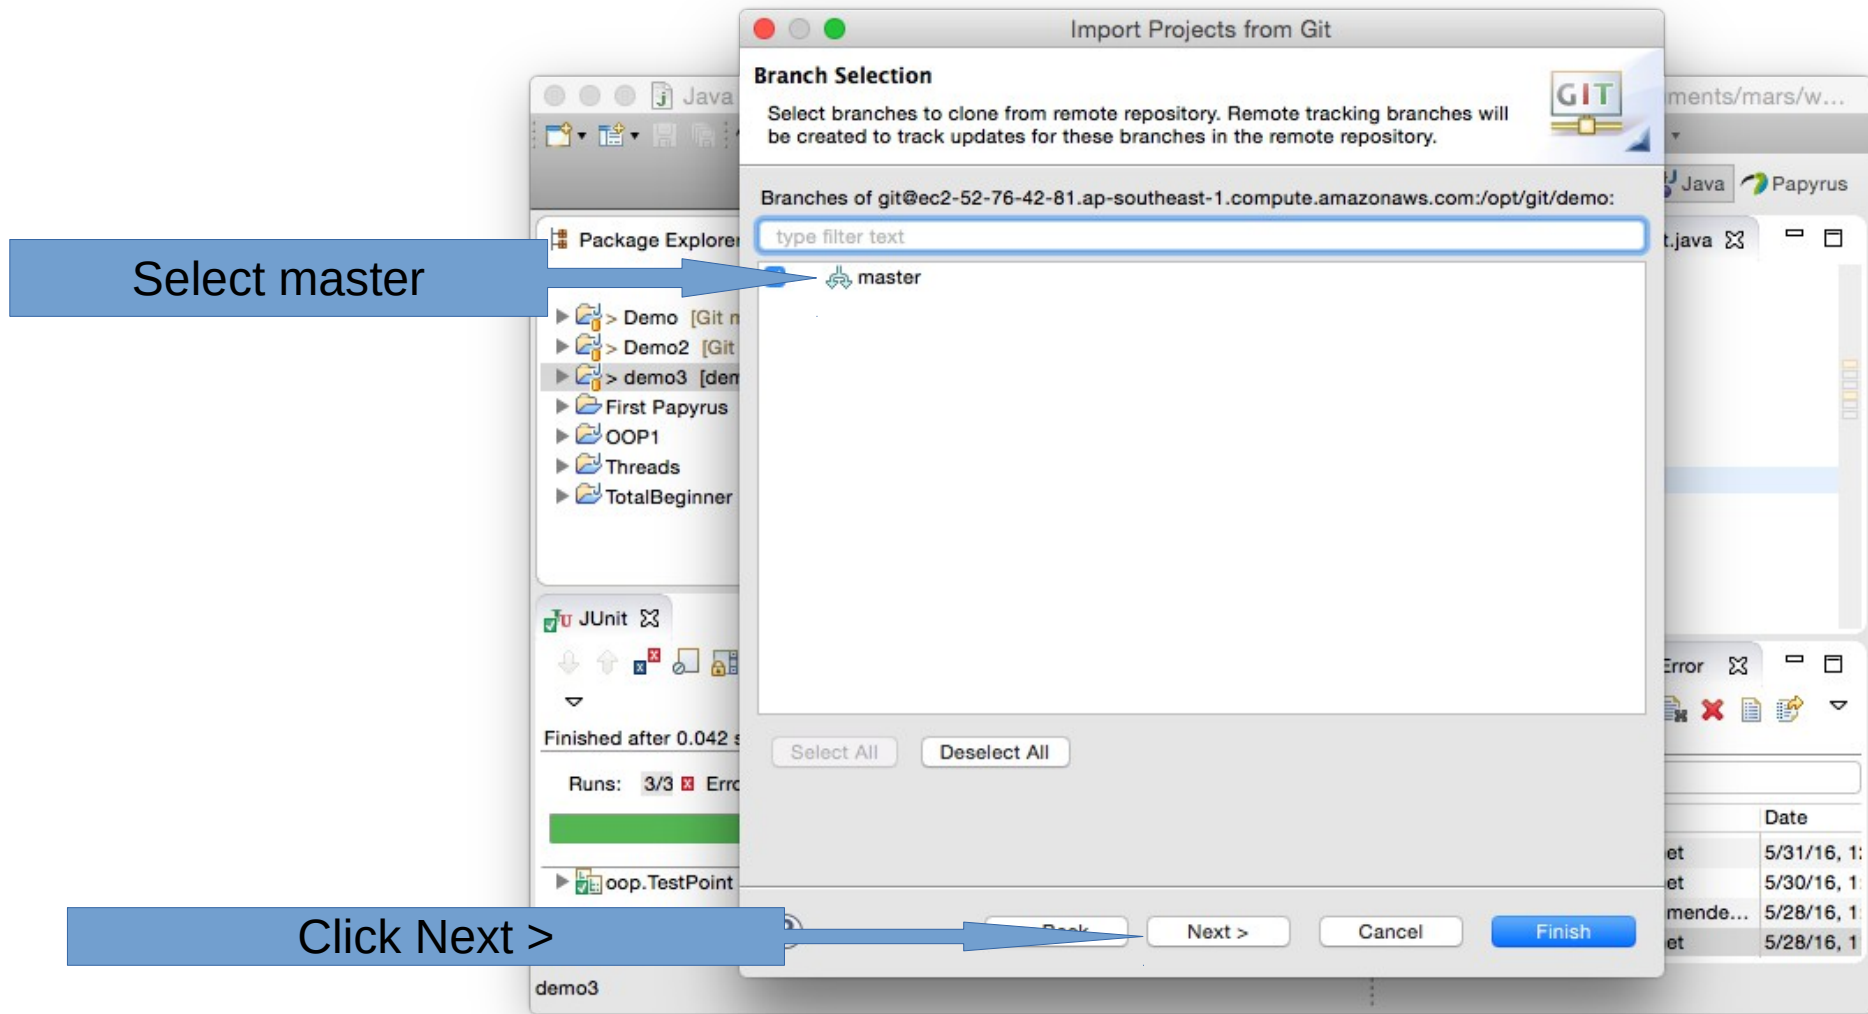 Import Projects from Git
Branch Selection
Select branches to clone from remote repository. Remote tracking branches will
be created to track updates for these branches in the remote repository.
GIT
Java
ments/mars/w...
Java
Papyrus
Branches of git@ec2-52-76-42-81.ap-southeast-1.compute.amazonaws.com:/opt/git/demo:
type filter text
Package Explorer
t.java
Select master
master
> Demo [Git
> Demo2 [Git
> demo3
First Papyrus
OOP1
Threads
TotalBeginner
JUnit
Error
Finished after 0.042
Select All
Deselect All
Runs: 3/3
Date
et 5/31/16,
et 5/30/16, 1
mende... 5/28/16, 1
et 5/28/16, 1
oop.TestPoint
Click Next >
Next >
Cancel
Finish
demo3